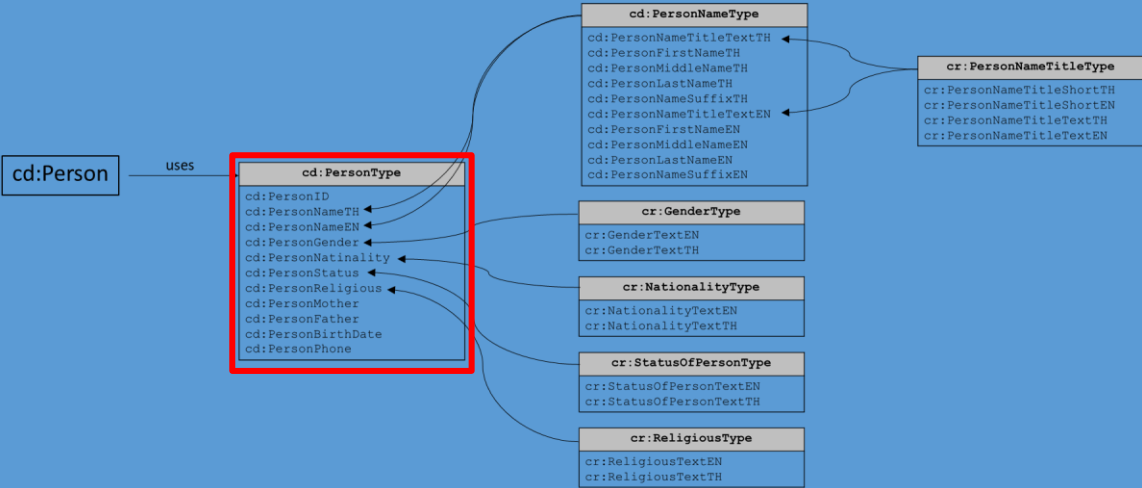 cd:Person
uses
cd:PersonType
cd:PersonID
cd:PersonNameTH
cd:PersonNameEN
cd:PersonGender
cd:PersonNatinality
cd:PersonStatus
cd:PersonReligious
cd:PersonMother
cd:PersonFather
cd:PersonBirthDate
cd:PersonPhone
cd:PersonNameType
cd:PersonNameTitleTextTH
cd:PersonFirstNameTH
cd:PersonMiddleNameTH
cd:PersonLastNameTH
cd:PersonNameSuffixTH
cd:PersonNameTitleTextEN
cd:PersonFirstNameEN
cd:PersonMiddleNameEN
cd:PersonLastNameEN
cd:PersonNameSuffixEN
cr:PersonNameTitleType
cr:PersonNameTitleShortTH
cr:PersonNameTitleShortEN
cr:PersonNameTitleTextTH
cr:PersonNameTitleTextEN
cr:GenderType
cr:GenderTextEN
cr:GenderTextTH
cr:NationalityType
cr:NationalityTextEN
cr:NationalityTextTH
cr:StatusOfPersonType
cr:StatusOfPersonTextEN
cr:StatusOfPersonTextTH
cr:ReligiousType
cr:ReligiousTextEN
cr:ReligiousTextTH